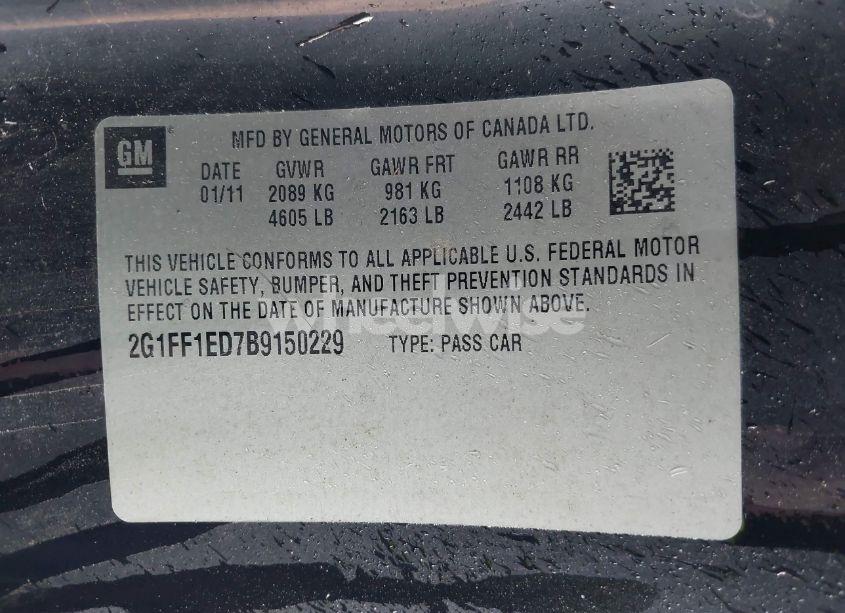 GM
MFD BY GENERAL MOTORS OF CANADA LTD.
DATE GVWR GAWR FRT GAWR RR
01/11 2089 KG 981 KG 1108 KG
4605 LB 2163 LB 2442 LB
THIS VEHICLE CONFORMS TO ALL APPLICABLE U.S. FEDERAL MOTOR
VEHICLE SAFETY, BUMPER, AND THEFT PREVENTION STANDARDS IN
EFFECT ON THE DATE OF MANUFACTURE SHOWN ABOVE.
wheelwise
2G1FF1ED7B9150229 TYPE: PASS CAR